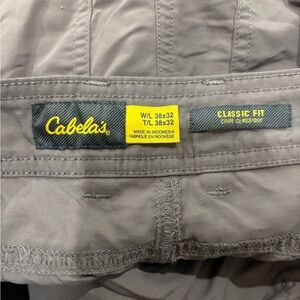 Cabela's
W/L 38x32
T/L 38x32
MADE IN INDONESIA
FABRIQUÉ EN INDONÉSIE
CLASSIC FIT
COUPE CLASSIQUE